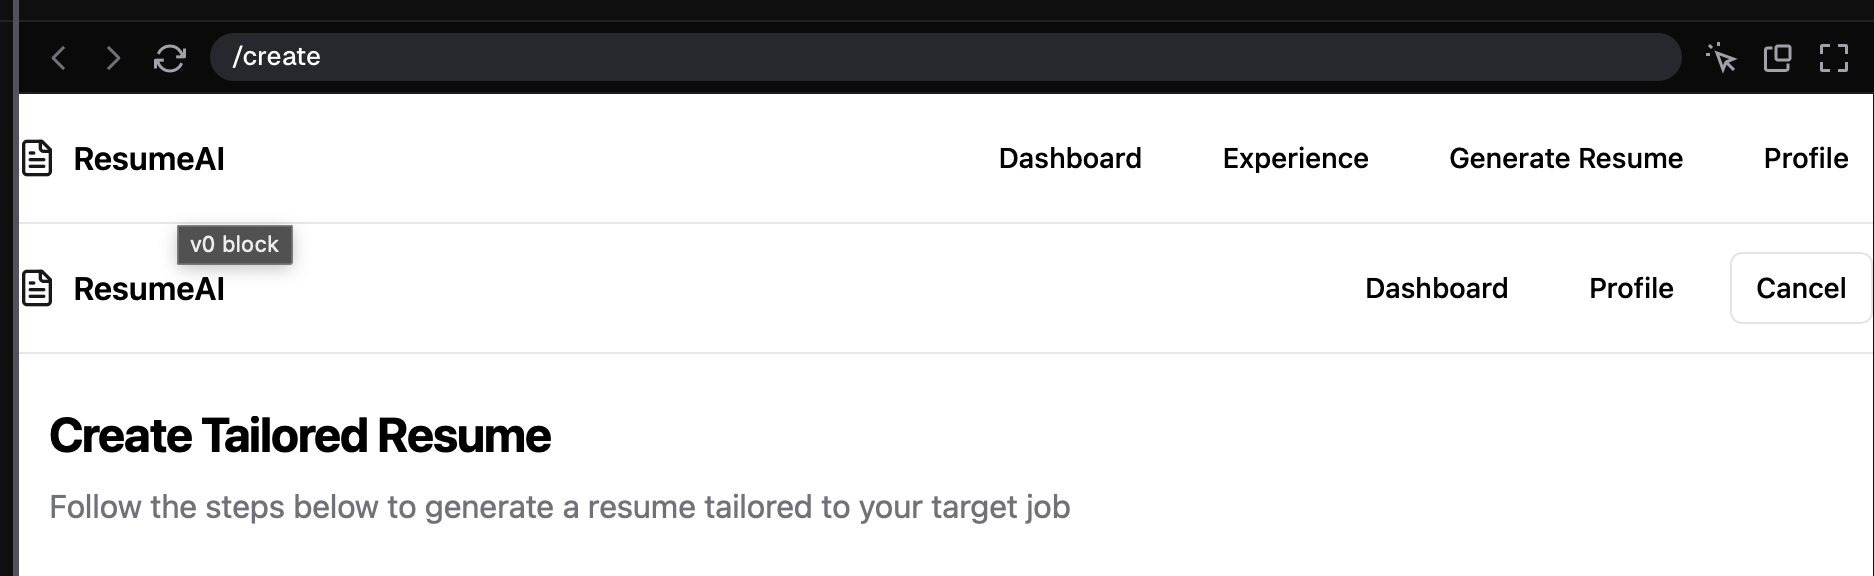 /create
ResumeAI Dashboard Experience Generate Resume Profile
v0 block
ResumeAI Dashboard Profile Cancel
Create Tailored Resume
Follow the steps below to generate a resume tailored to your target job